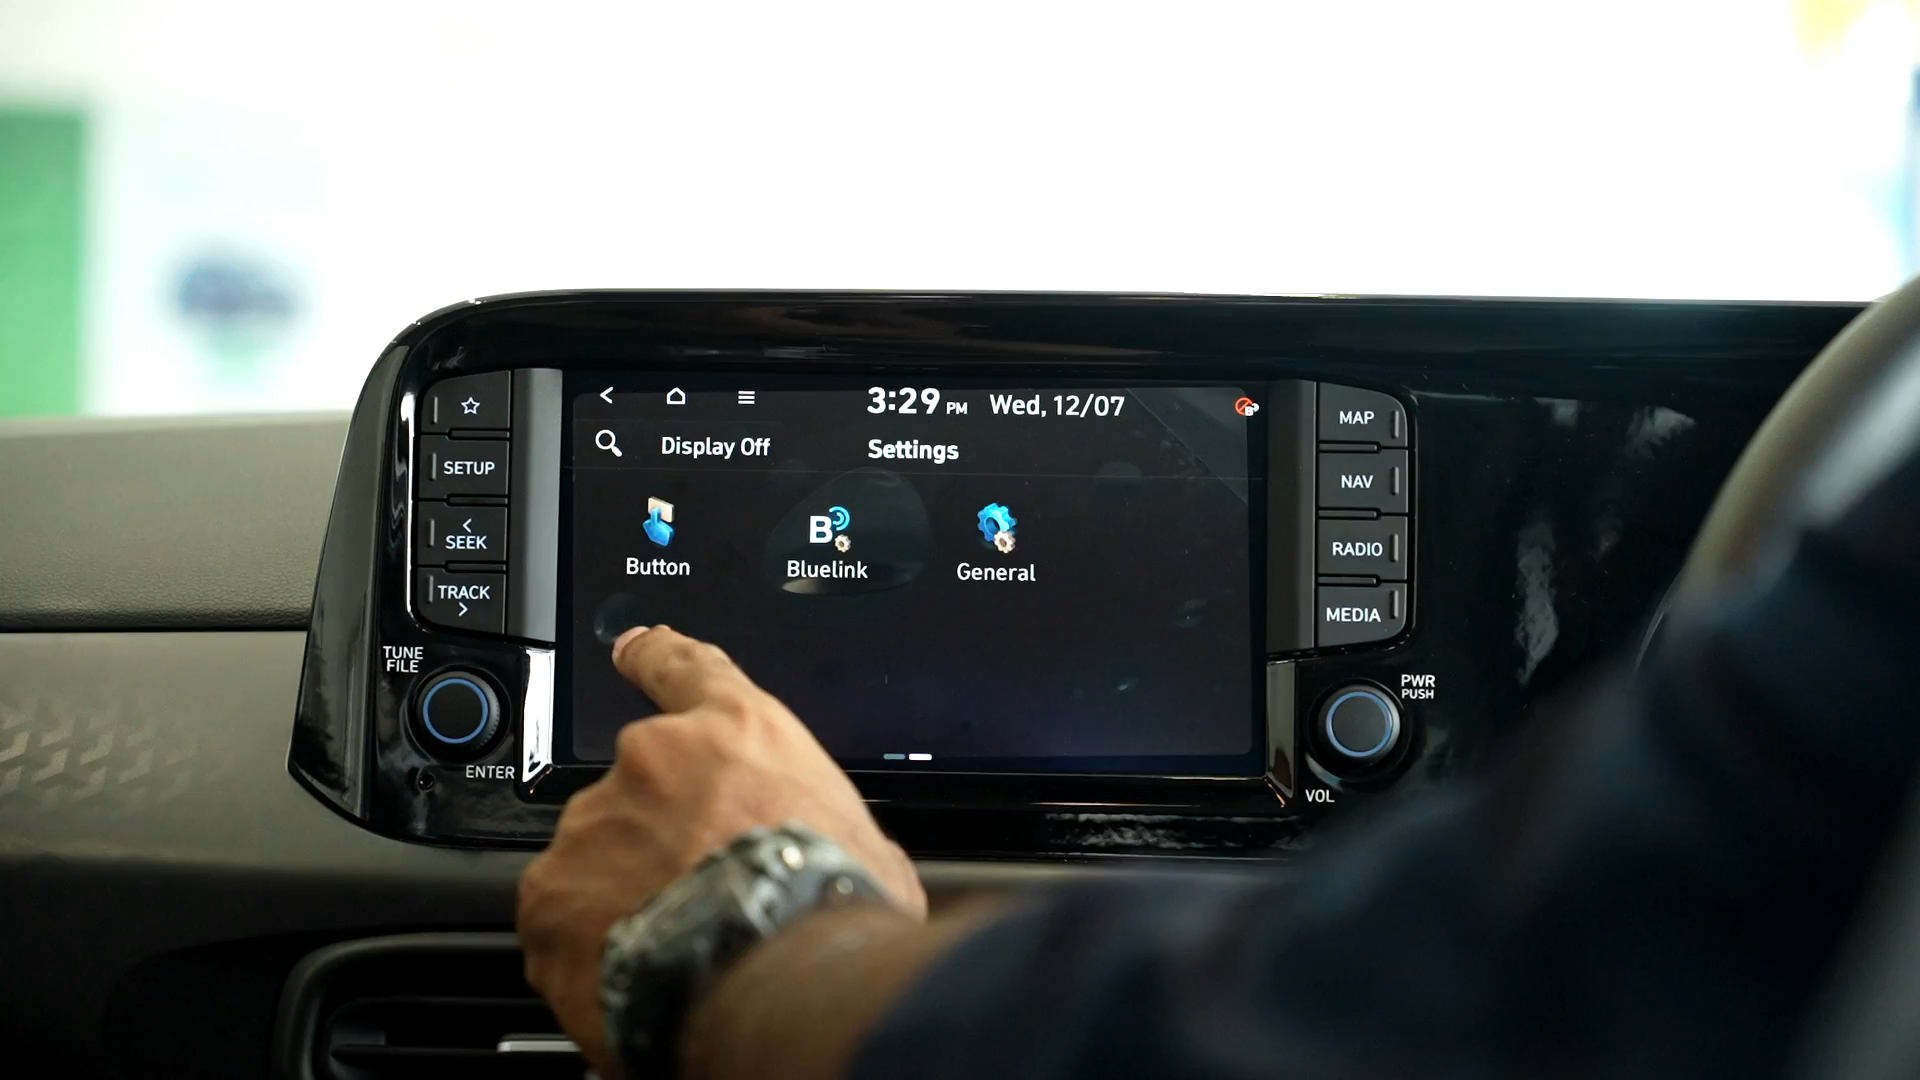 3:29 PM Wed, 12/07
Display Off
Settings
Button
Bluelink
General
SETUP
<
SEEK
TRACK
>
TUNE
FILE
ENTER
MAP
NAV
RADIO
MEDIA
PWR
PUSH
VOL